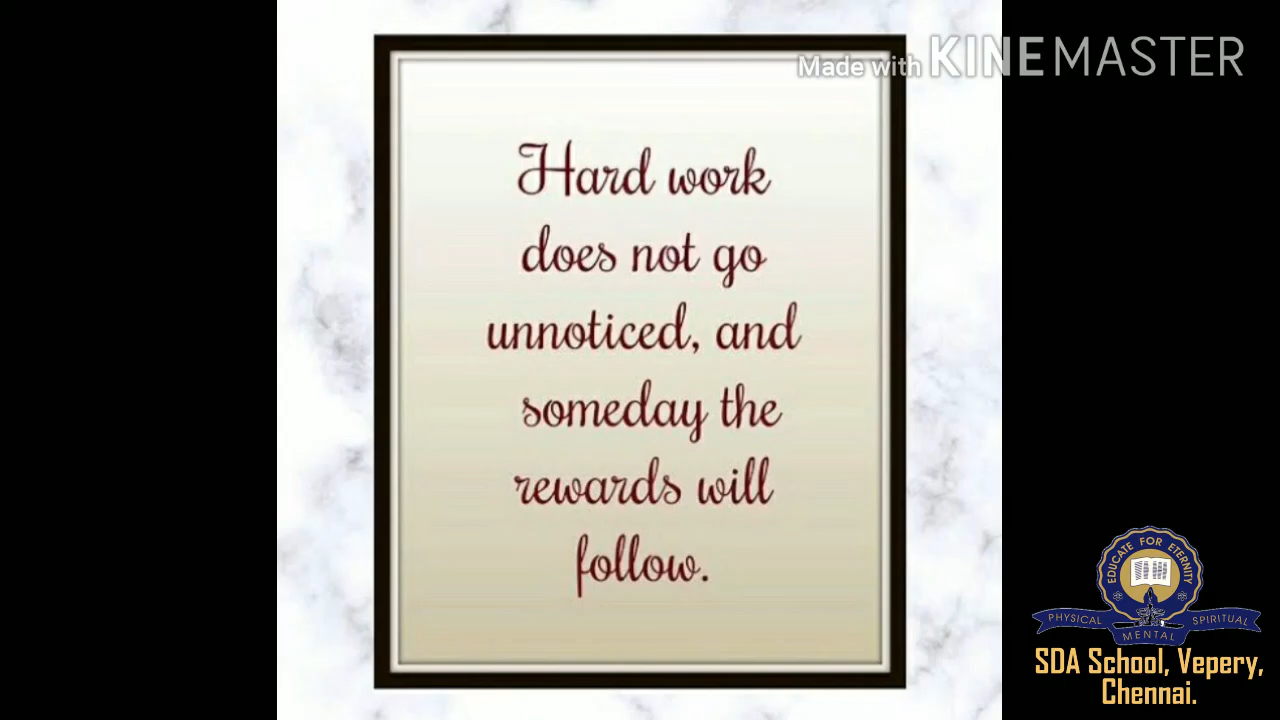 Made with KINEMASTER
Hard work
does not go
unnoticed, and
someday the
rewards will
follow.
EDUCATE FOR ETERNITY
PHYSICAL MENTAL SPIRITUAL
SDA School, Vepery,
Chennai.